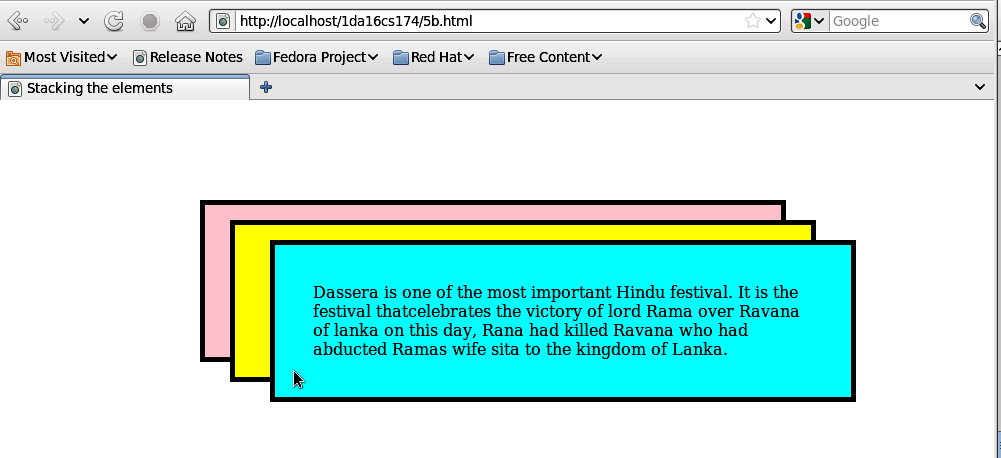 http://localhost/1da16cs174/5b.html
Google
Most Visited Release Notes Fedora Project Red Hat Free Content
Stacking the elements
Dassera is one of the most important Hindu festival. It is the
festival thatcelebrates the victory of lord Rama over Ravana
of lanka on this day, Rana had killed Ravana who had
abducted Ramas wife sita to the kingdom of Lanka.